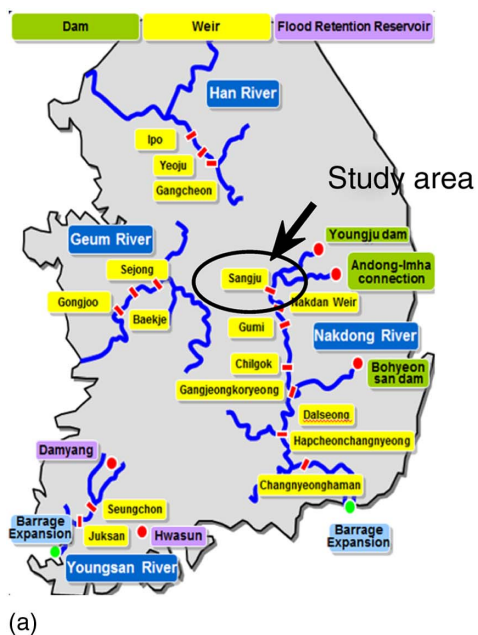 Dam
Weir
Flood Retention Reservoir
Han River
Ipo
Yeoju
Gangcheon
Study area
Geum River
Youngju dam
Sejong
Sangju
Andong-Imha
connection
Gongjoo
Baekje
Nakdan Weir
Gumi
Nakdong River
Chilgok
Bohyeon
san dam
Gangjeongkoryeong
Dalseong
Hapcheonchangnyeong
Damyang
Changnyeonghaman
Seungchon
Barrage
Expansion
Juksan
Hwasun
Barrage
Expansion
Youngsan River
(a)